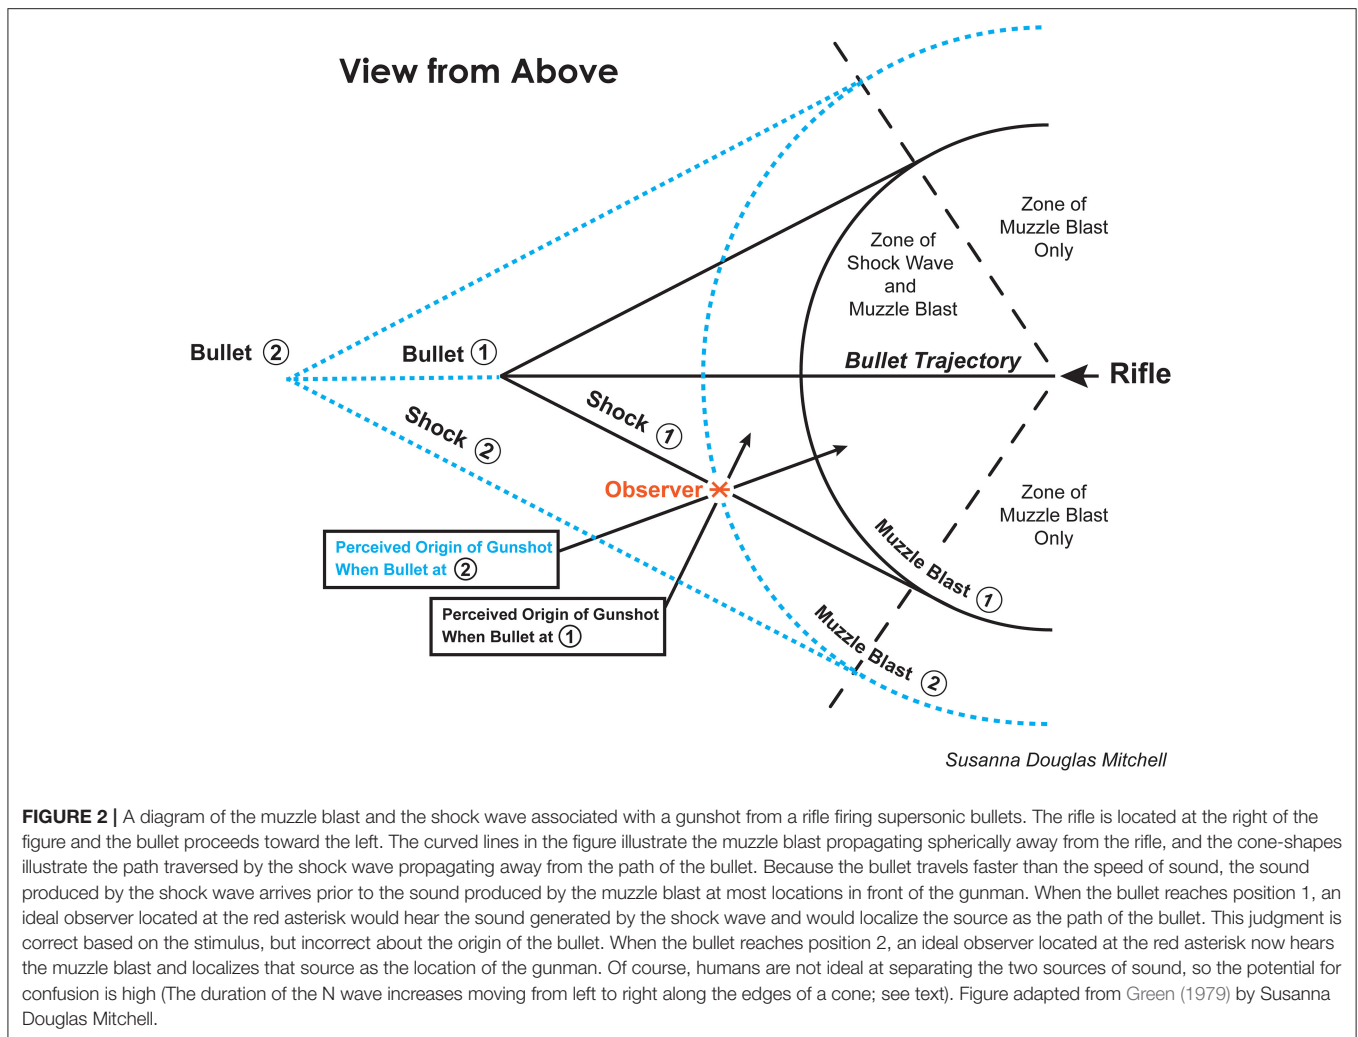 View from Above
Zone of
Muzzle Blast
Only
Zone of
Shock Wave
and
Muzzle Blast
Bullet 2
Bullet 1
Bullet Trajectory
Rifle
Shock 1
Shock 2
Observer
Zone of
Muzzle Blast
Only
Perceived Origin of Gunshot
When Bullet at 2
Muzzle Blast 1
Perceived Origin of Gunshot
When Bullet at 1
Muzzle Blast 2
Susanna Douglas Mitchell
FIGURE 2 | A diagram of the muzzle blast and the shock wave associated with a gunshot from a rifle firing supersonic bullets. The rifle is located at the right of the
figure and the bullet proceeds toward the left. The curved lines in the figure illustrate the muzzle blast propagating spherically away from the rifle, and the cone-shapes
illustrate the path traversed by the shock wave propagating away from the path of the bullet. Because the bullet travels faster than the speed of sound, the sound
produced by the shock wave arrives prior to the sound produced by the muzzle blast at most locations in front of the gunman. When the bullet reaches position 1, an
ideal observer located at the red asterisk would hear the sound generated by the shock wave and would localize the source as the path of the bullet. This judgment is
correct based on the stimulus, but incorrect about the origin of the bullet. When the bullet reaches position 2, an ideal observer located at the red asterisk now hears
the muzzle blast and localizes that source as the location of the gunman. Of course, humans are not ideal at separating the two sources of sound, so the potential for
confusion is high (The duration of the N wave increases moving from left to right along the edges of a cone; see text). Figure adapted from Green (1979) by Susanna
Douglas Mitchell.